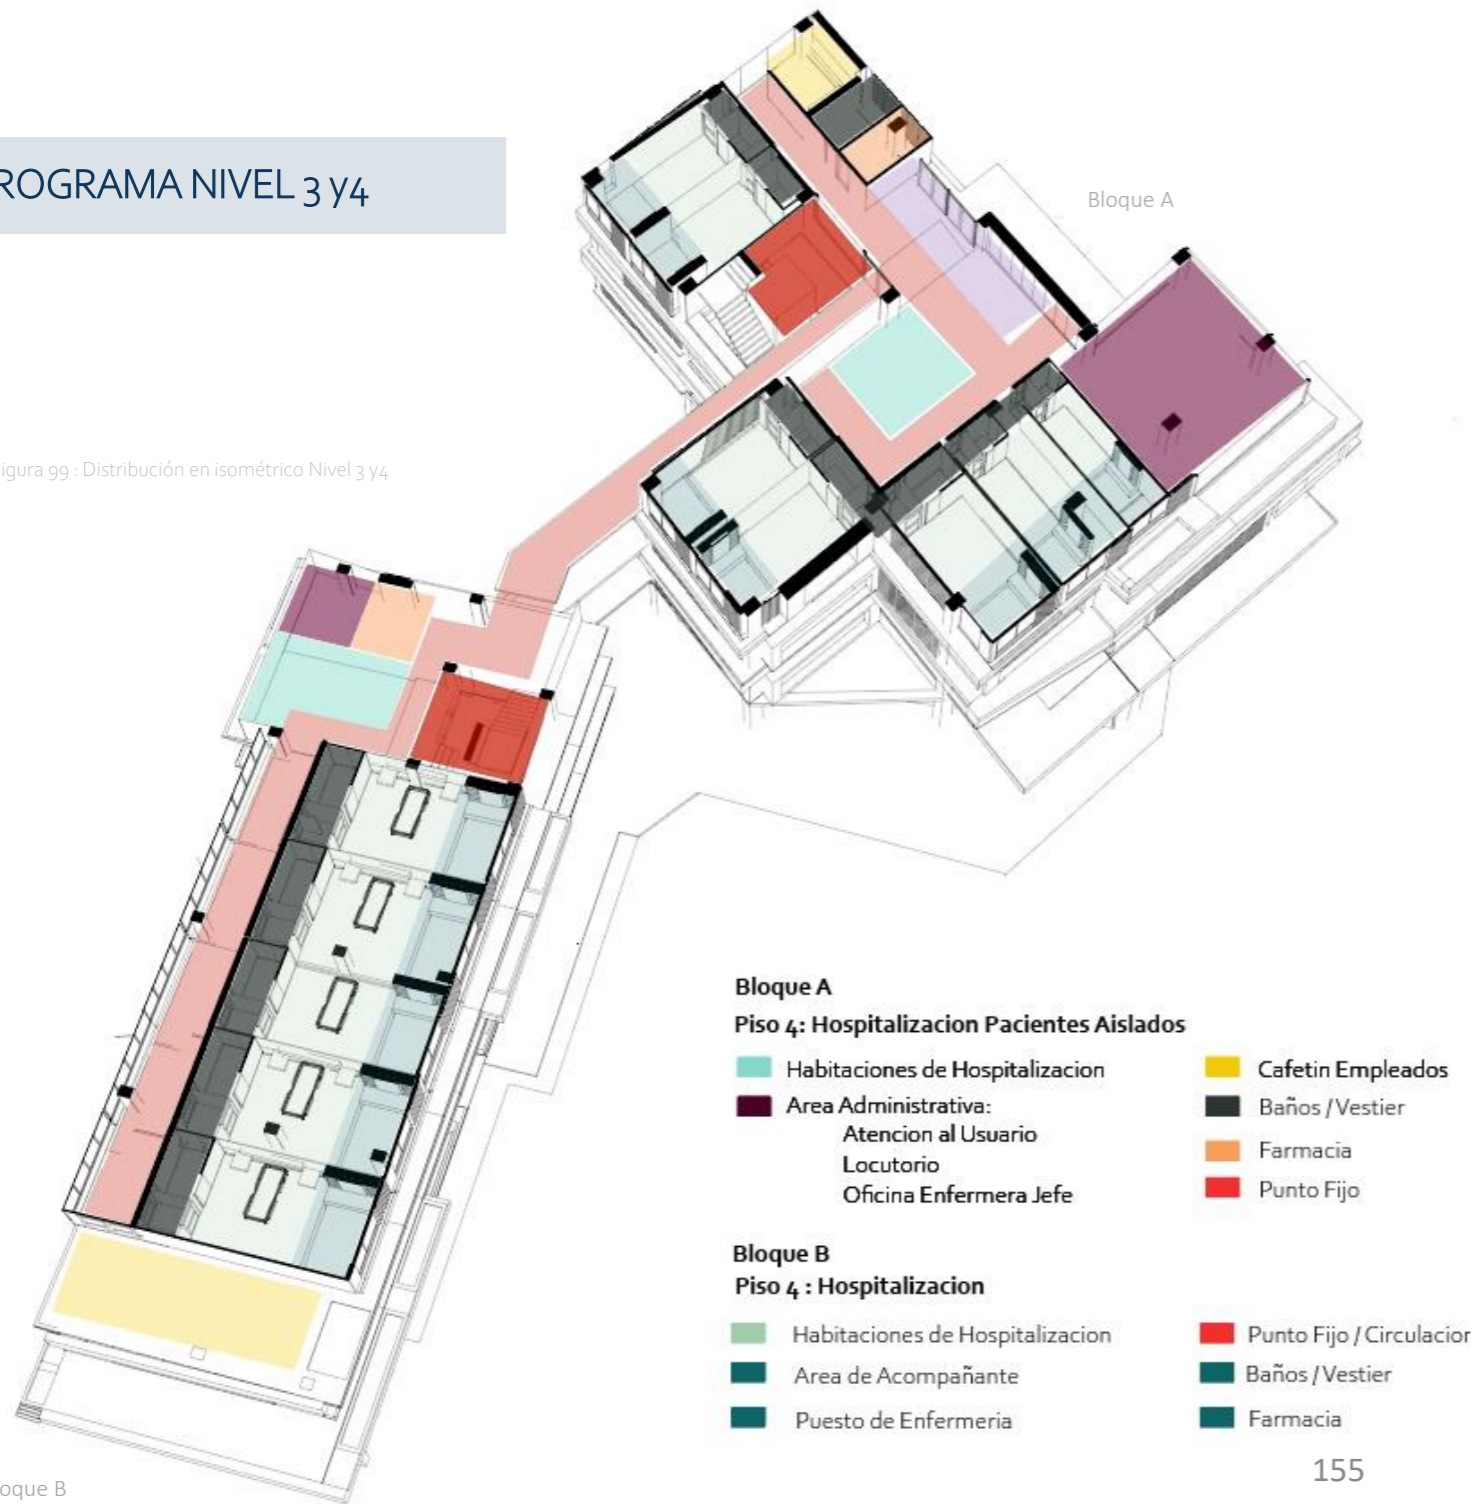 ROGRAMA NIVEL 3 y4
Bloque A
igura 99 : Distribución en isométrico Nivel 3 y4
Bloque A
Piso 4: Hospitalizacion Pacientes Aislados
Habitaciones de Hospitalizacion
Area Administrativa:
Atencion al Usuario
Locutorio
Oficina Enfermera Jefe
Cafetin Empleados
Baños / Vestier
Farmacia
Punto Fijo
Bloque B
Piso 4 : Hospitalizacion
Habitaciones de Hospitalizacion
Area de Acompañante
Puesto de Enfermeria
Punto Fijo / Circulacion
Baños / Vestier
Farmacia
155
oque B